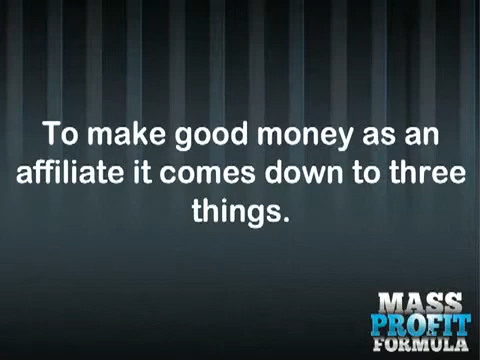 To make good money as an
affiliate it comes down to three
things.
MASS
PROFIT
FORMULA